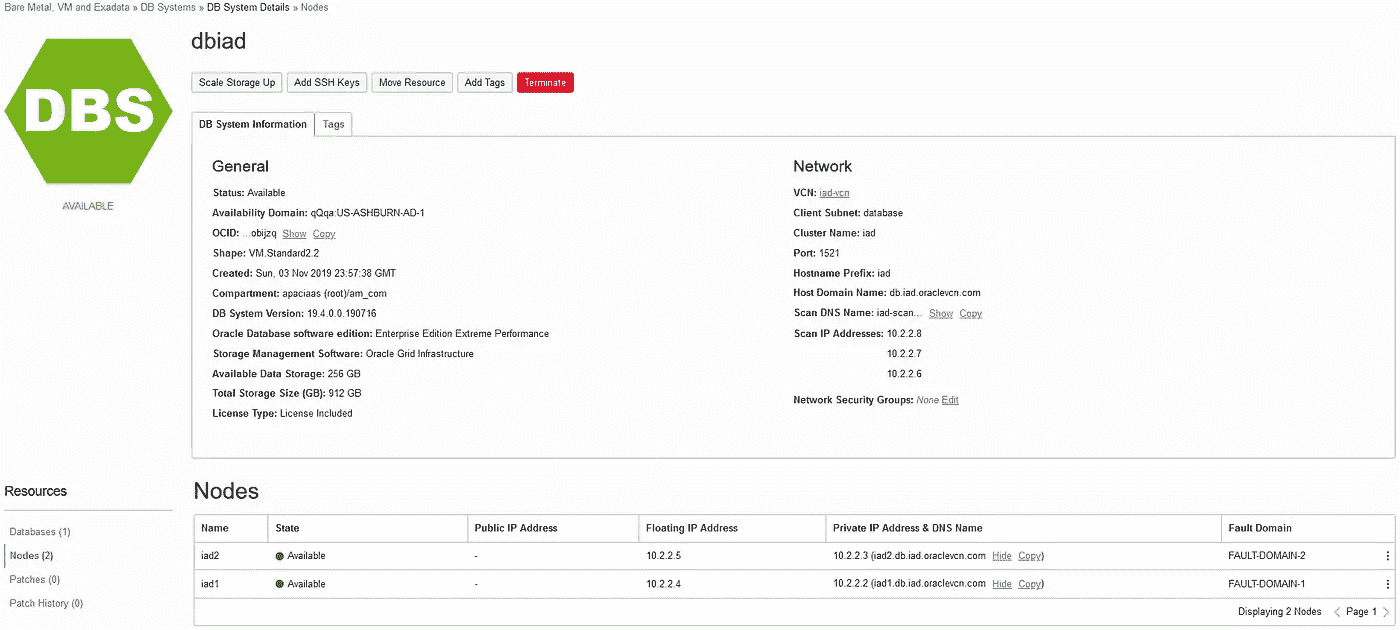 Bare Metal, VM and Exadata » DB Systems » DB System Details » Nodes
DBS
AVAILABLE
dbiad
Scale Storage Up Add SSH Keys Move Resource Add Tags Terminate
DB System Information Tags
General
Status: Available
Availability Domain: qQqa:US-ASHBURN-AD-1
OCID: ...obijzq Show Copy
Shape: VM.Standard2.2
Created: Sun, 03 Nov 2019 23:57:38 GMT
Compartment: apaciaas (root)/am_com
DB System Version: 19.4.0.0.190716
Oracle Database software edition: Enterprise Edition Extreme Performance
Storage Management Software: Oracle Grid Infrastructure
Available Data Storage: 256 GB
Total Storage Size (GB): 912 GB
License Type: License Included
Network
VCN: iad-vcn
Client Subnet: database
Cluster Name: iad
Port: 1521
Hostname Prefix: iad
Host Domain Name: db.iad.oraclevcn.com
Scan DNS Name: iad-scan... Show Copy
Scan IP Addresses: 10.2.2.8
10.2.2.7
10.2.2.6
Network Security Groups: None Edit
Resources
Databases (1)
Nodes (2)
Patches (0)
Patch History (0)
Nodes
Name State Public IP Address Floating IP Address Private IP Address & DNS Name Fault Domain
iad2 Available - 10.2.2.5 10.2.2.3 (iad2.db.iad.oraclevcn.com Hide Copy) FAULT-DOMAIN-2
iad1 Available - 10.2.2.4 10.2.2.2 (iad1.db.iad.oraclevcn.com Hide Copy) FAULT-DOMAIN-1
Displaying 2 Nodes < Page 1 >